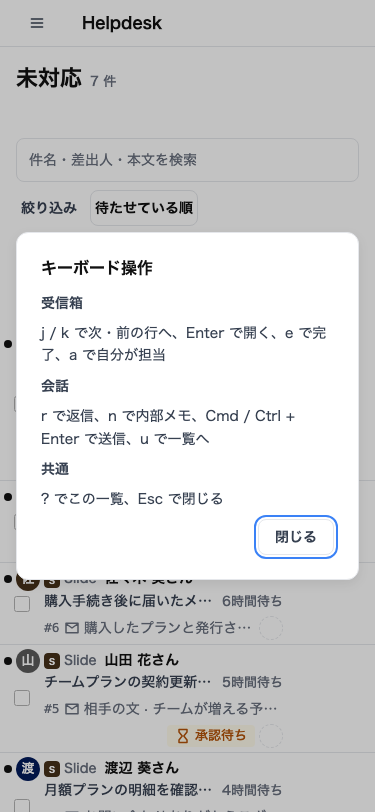 Helpdesk
未対応 7 件
件名・差出人・本文を検索
絞り込み 待たせている順
キーボード操作
受信箱
j / k で次・前の行へ、Enter で開く、e で完
了、a で自分が担当
会話
r で返信、n で内部メモ、Cmd / Ctrl +
Enter で送信、u で一覧へ
共通
? でこの一覧、Esc で閉じる
閉じる
s Slide
購入手続き後に届いたメ… 6時間待ち
#6 購入したプランと発行さ…
山 s Slide 山田 花さん
チームプランの契約更新… 5時間待ち
#5 相手の文 · チームが増える予…
承認待ち
渡 s Slide 渡辺 葵さん
月額プランの明細を確認… 4時間待ち